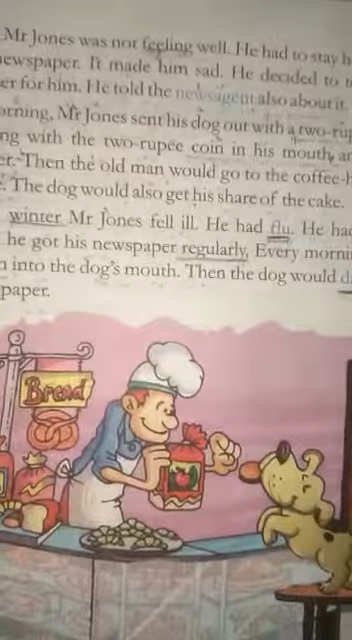 Mr Jones was not feeling well. He had to stay
newspaper. It made him sad. He decided to
er for him. He told the newsagent also about it.
orning, Mr Jones sent his dog out with a two-rup
ng with the two-rupee coin in his mouth, a
er. Then the old man would go to the coffee-h
. The dog would also get his share of the cake.
winter Mr Jones fell ill. He had flu. He had
he got his newspaper regularly. Every morni
into the dog's mouth. Then the dog would
paper.
Bread